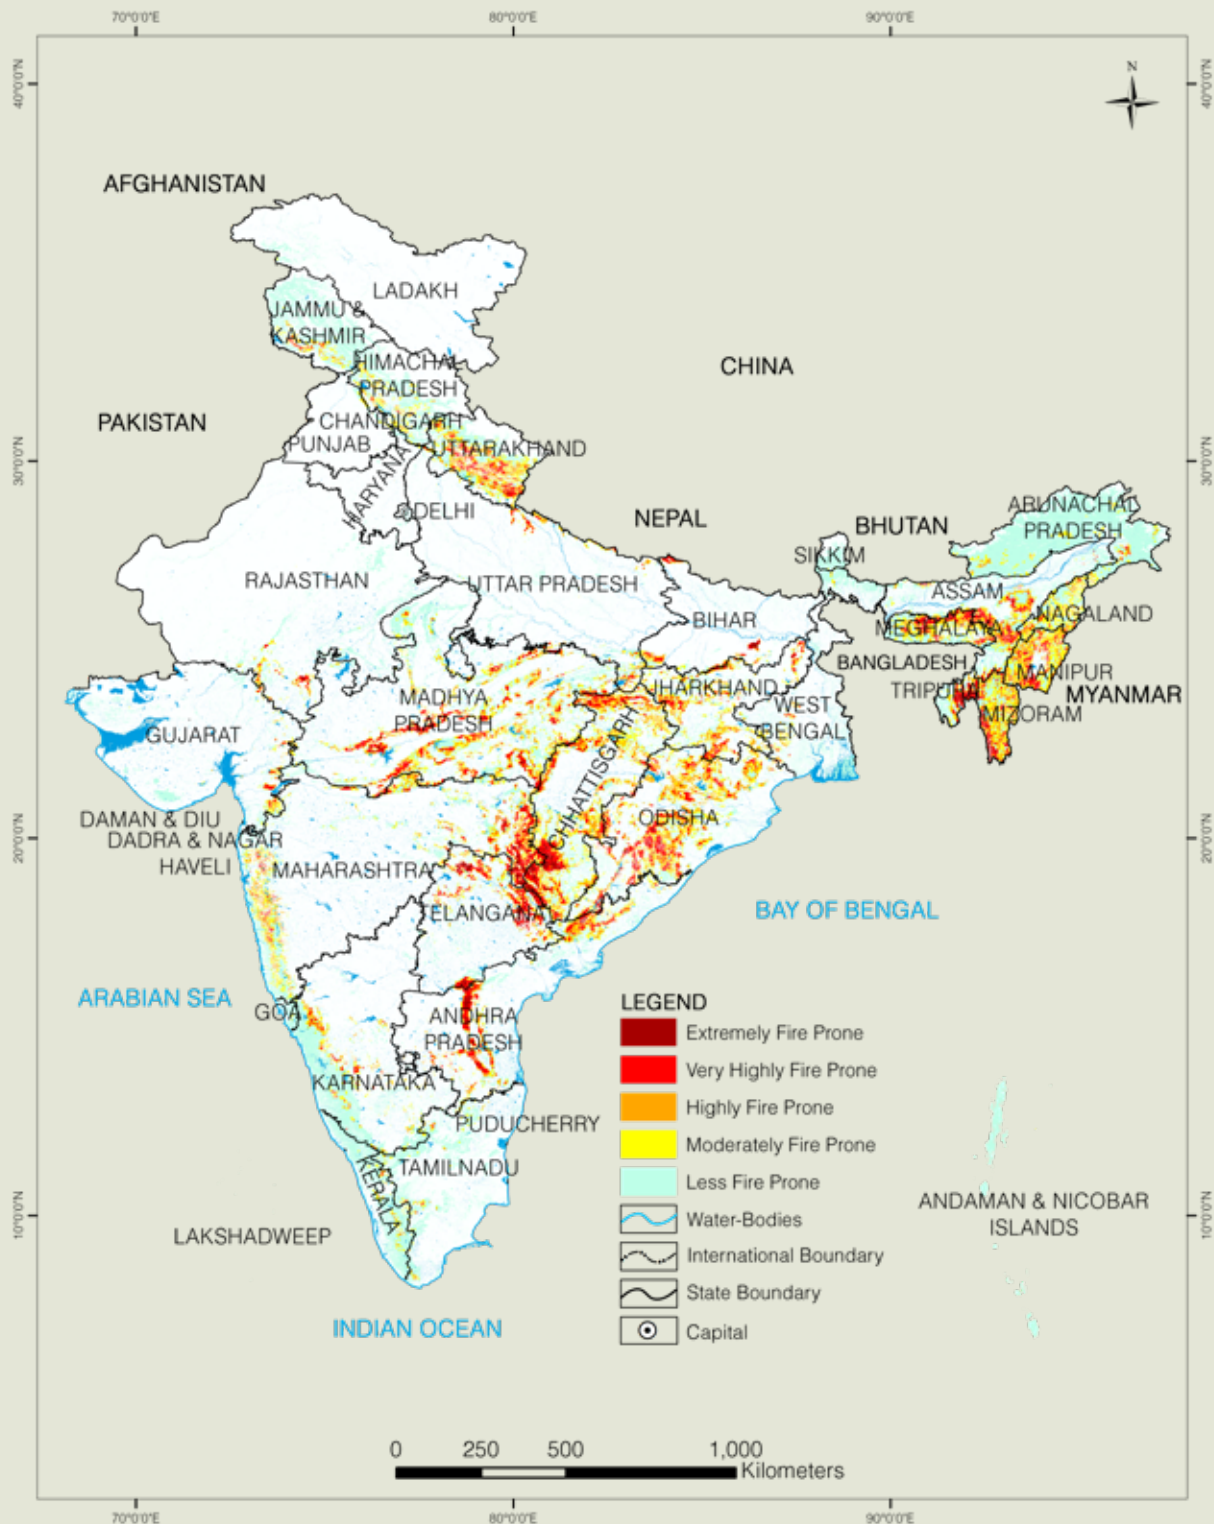 70°0'0"E
80°0'0"E
90°0'0"E
40°0'0"N
40°0'0"N
N
AFGHANISTAN
LADAKH
JAMMU &
KASHMIR
CHINA
HIMACHAL
PRADESH
PAKISTAN
CHANDIGARH
PUNJAB
UTTARAKHAND
30°0'0"N
30°0'0"N
HARYANA
DELHI
NEPAL
BHUTAN
ARUNACHAL
PRADESH
SIKKIM
RAJASTHAN
UTTAR PRADESH
ASSAM
NAGALAND
BIHAR
MEGHALAYA
BANGLADESH
MANIPUR
MADHYA
PRADESH
JHARKHAND
TRIPURA
MYANMAR
WEST
BENGAL
MIZORAM
GUJARAT
CHHATTISGARH
DAMAN & DIU
ODISHA
DADRA & NAGAR
HAVELI
20°0'0"N
20°0'0"N
MAHARASHTRA
TELANGANA
BAY OF BENGAL
ARABIAN SEA
GOA
ANDHRA
PRADESH
KARNATAKA
PUDUCHERRY
KERALA
TAMILNADU
LAKSHADWEEP
10°0'0"N
10°0'0"N
ANDAMAN & NICOBAR
ISLANDS
INDIAN OCEAN
LEGEND
Extremely Fire Prone
Very Highly Fire Prone
Highly Fire Prone
Moderately Fire Prone
Less Fire Prone
Water-Bodies
International Boundary
State Boundary
Capital
0 250 500 1,000
Kilometers
70°0'0"E
80°0'0"E
90°0'0"E